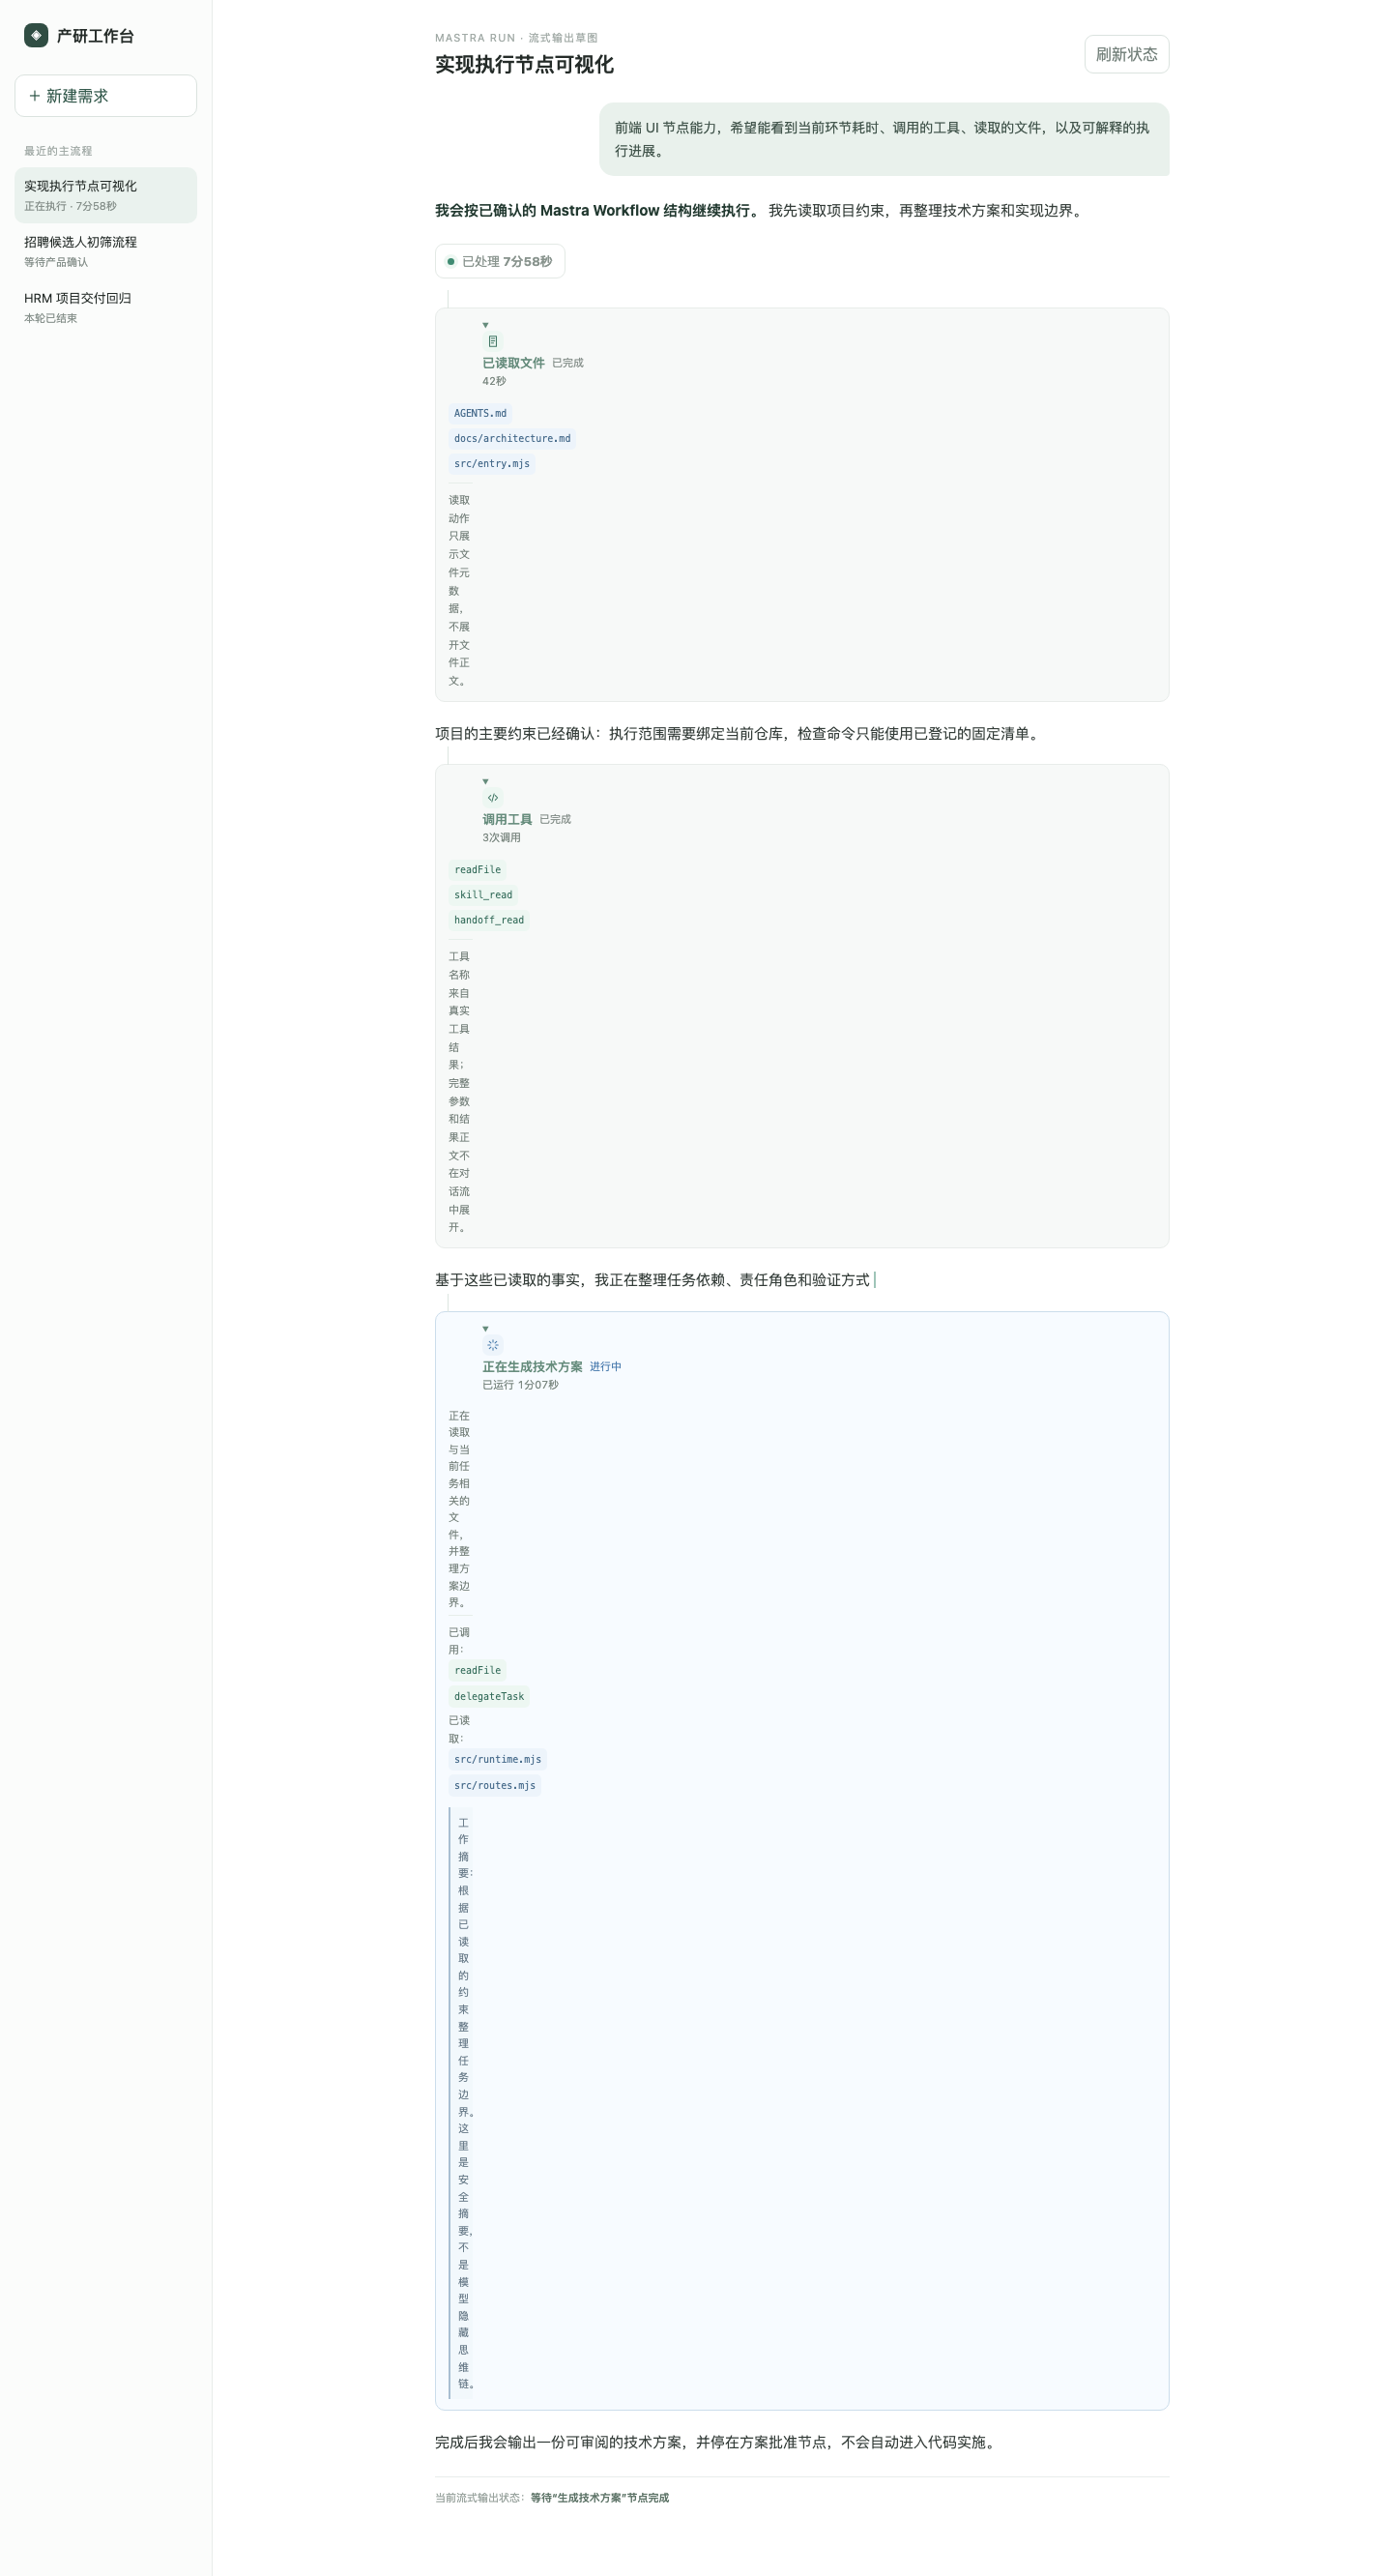 产研工作台
+ 新建需求
最近的主流程
实现执行节点可视化
正在执行 · 7分58秒
招聘候选人初筛流程
等待产品确认
HRM 项目交付回归
本轮已结束
MASTRA RUN · 流式输出草图
实现执行节点可视化
刷新状态
前端 UI 节点能力，希望能看到当前环节耗时、调用的工具、读取的文件，以及可解释的执
行进展。
我会按已确认的 Mastra Workflow 结构继续执行。 我先读取项目约束，再整理技术方案和实现边界。
已处理 7分58秒
已读取文件 已完成
42秒
AGENTS.md
docs/architecture.md
src/entry.mjs
读取
动作
只展
示文
件元
数
据，
不展
开文
件正
文。
项目的主要约束已经确认：执行范围需要绑定当前仓库，检查命令只能使用已登记的固定清单。
调用工具 已完成
3次调用
readFile
skill_read
handoff_read
工具
名称
来自
真实
工具
结
果；
完整
参数
和结
果正
文不
在对
话流
中展
开。
基于这些已读取的事实，我正在整理任务依赖、责任角色和验证方式
正在生成技术方案 进行中
已运行 1分07秒
正在
读取
与当
前任
务相
关的
文
件，
并整
理方
案边
界。
已调
用：
readFile
delegateTask
已读
取：
src/runtime.mjs
src/routes.mjs
工
作
摘
要：
根
据
已
读
取
的
约
束
整
理
任
务
边
界。
这
里
是
安
全
摘
要，
不
是
模
型
隐
藏
思
维
链。
完成后我会输出一份可审阅的技术方案，并停在方案批准节点，不会自动进入代码实施。
当前流式输出状态：等待“生成技术方案”节点完成